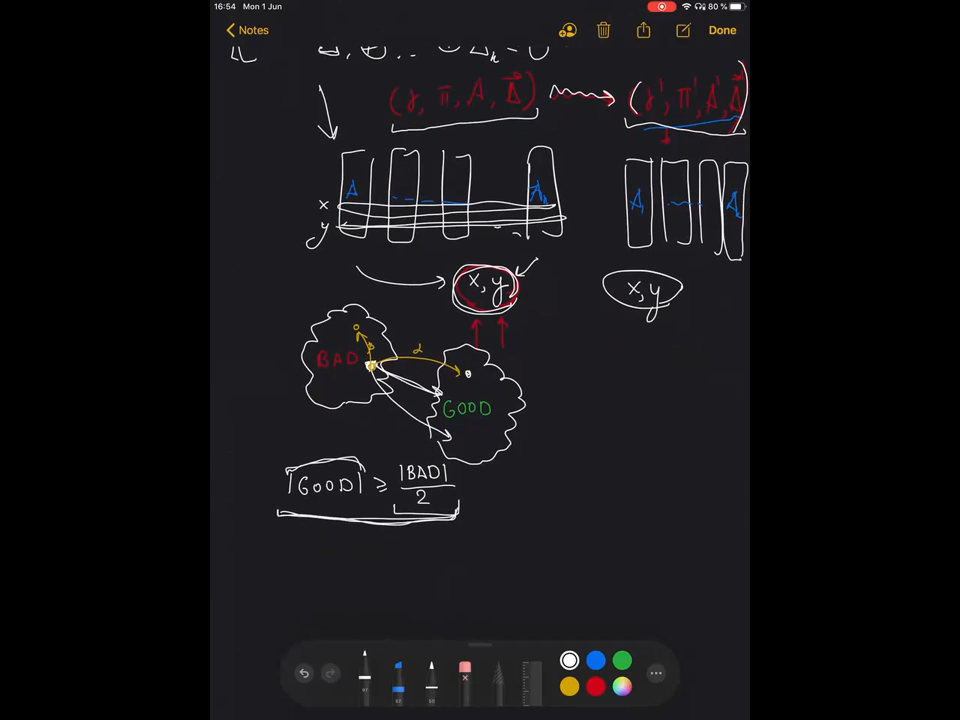 16:54 Mon 1 Jun 80 %
Notes Done
(γ, π, A, Δ⃗) (γ', π', A', Δ⃗')
A A
x
y
x, y x, y
BAD β α
GOOD
|GOOD| ≥ |BAD| / 2